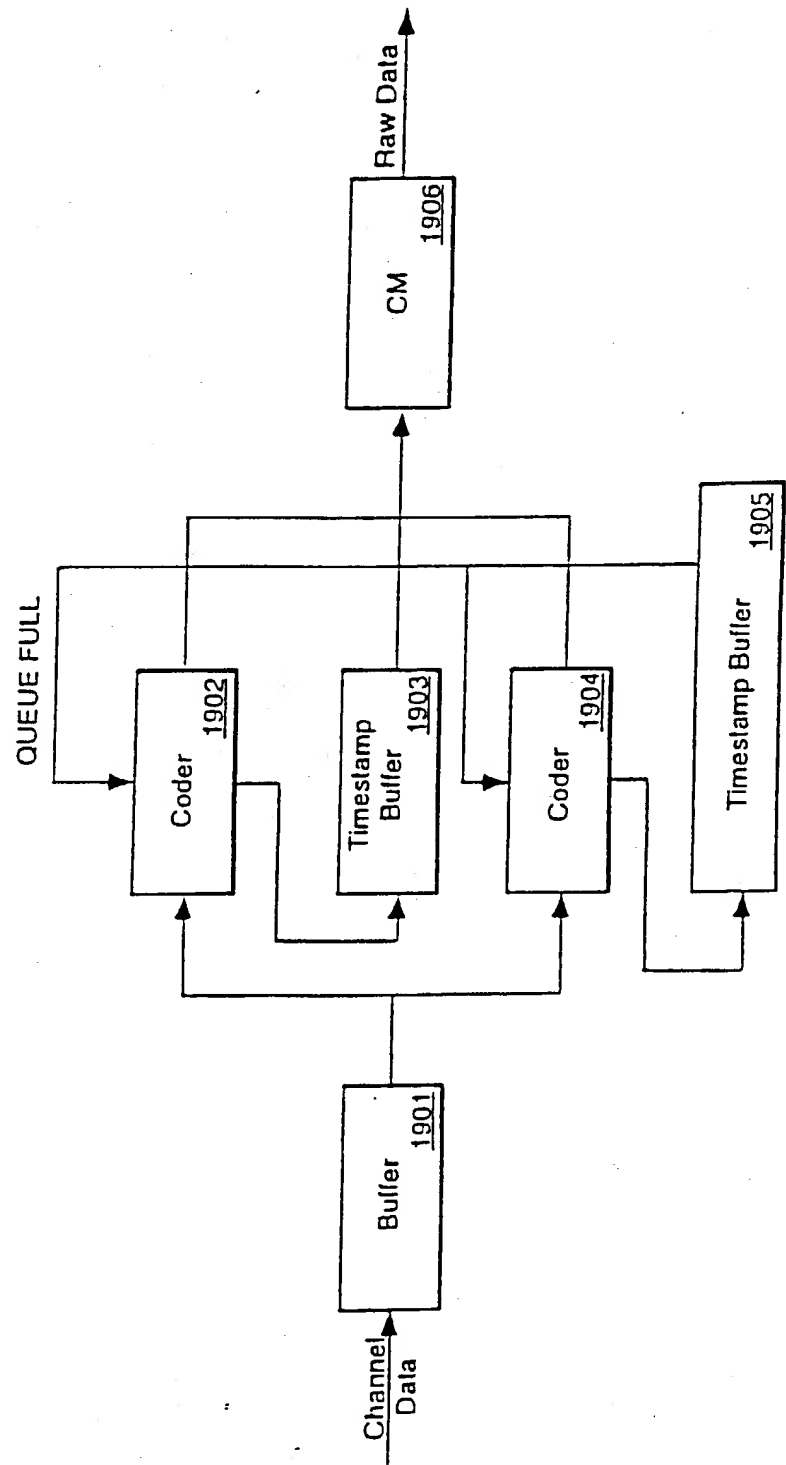 Channel
Data
Buffer
1901
QUEUE FULL
Coder
1902
Timestamp
Buffer
1903
Coder
1904
Timestamp Buffer
1905
CM
1906
Raw Data